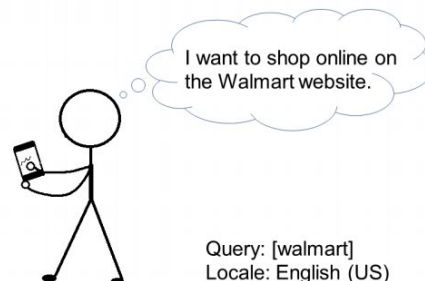 I want to shop online on
the Walmart website.
Query: [walmart]
Locale: English (US)